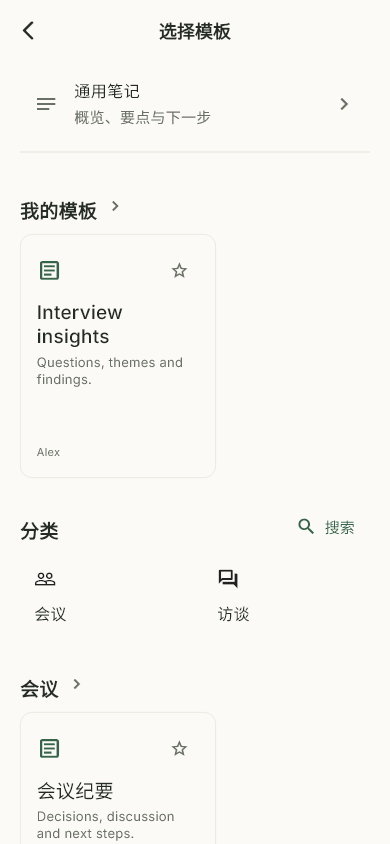 选择模板
通用笔记
概览、要点与下一步
我的模板
Interview
insights
Questions, themes and
findings.
Alex
分类
搜索
会议
访谈
会议
会议纪要
Decisions, discussion
and next steps.